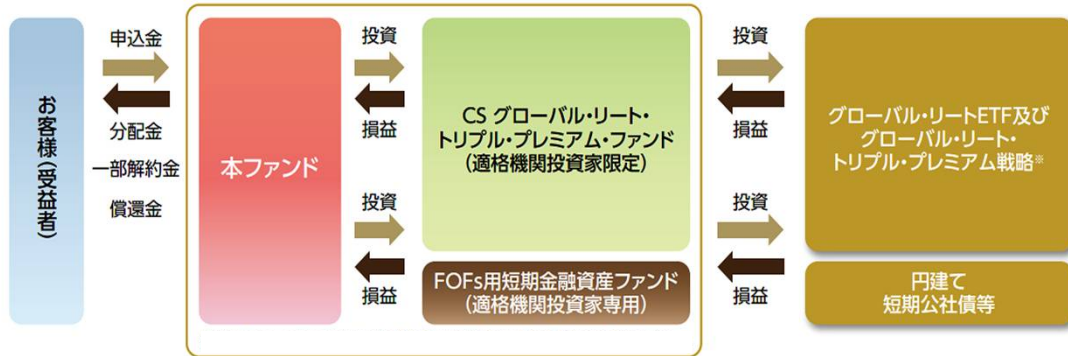 お客様(受益者)
申込金
分配金
一部解約金
償還金
本ファンド
投資
損益
投資
損益
CS グローバル・リート・
トリプル・プレミアム・ファンド
(適格機関投資家限定)
FOFs用短期金融資産ファンド
(適格機関投資家専用)
投資
損益
投資
損益
グローバル・リートETF及び
グローバル・リート・
トリプル・プレミアム戦略※
円建て
短期公社債等